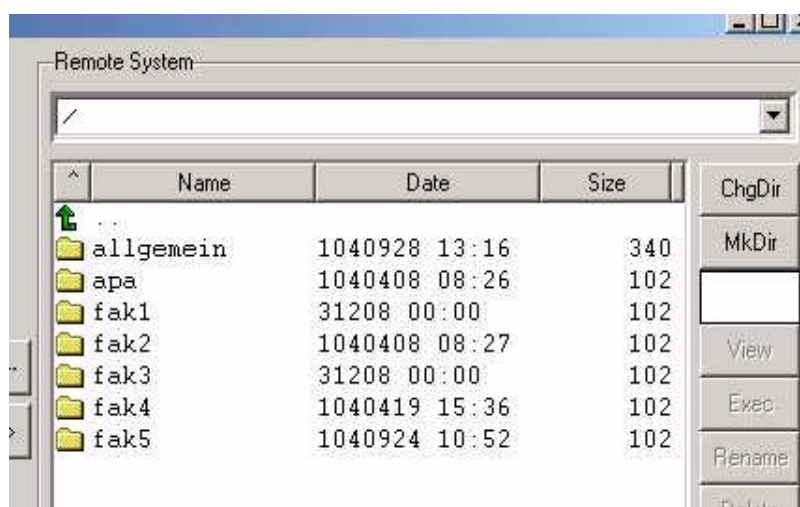 Remote System
/
^ Name Date Size ChgDir
..
allgemein 1040928 13:16 340 MkDir
apa 1040408 08:26 102
fak1 31208 00:00 102
fak2 1040408 08:27 102 View
fak3 31208 00:00 102
fak4 1040419 15:36 102 Exec
fak5 1040924 10:52 102
Rename